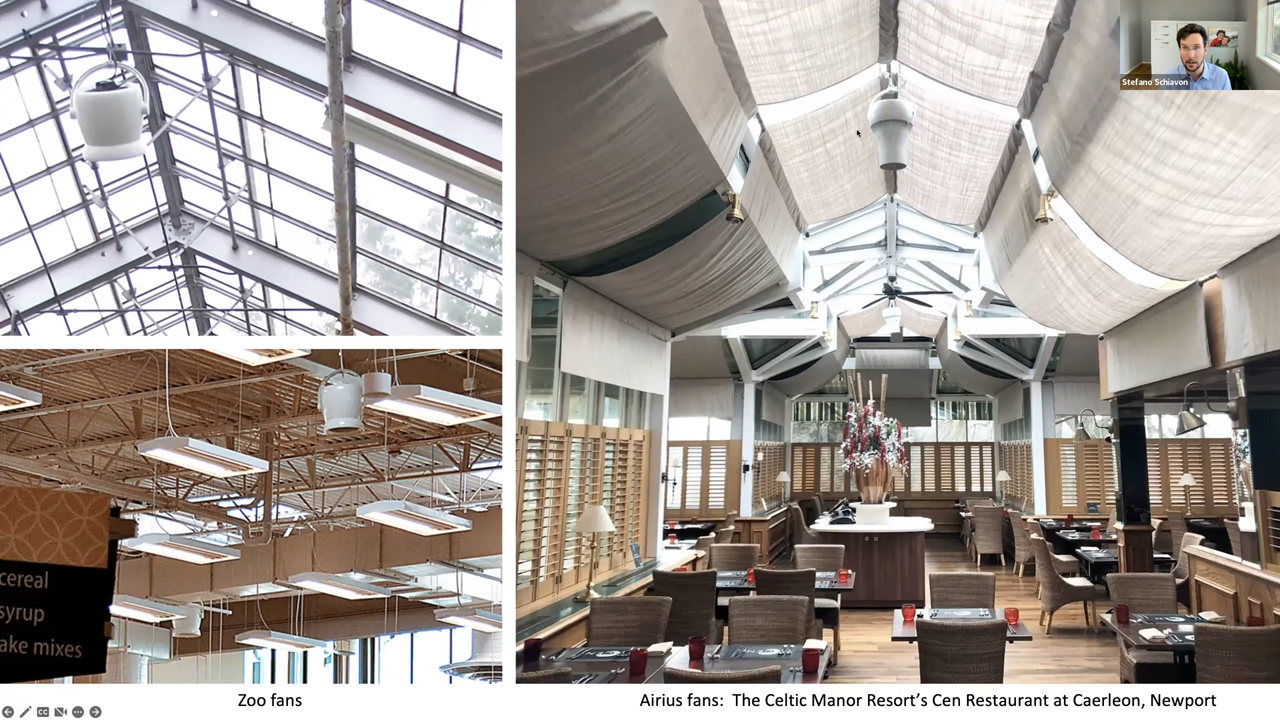 Stefano Schiavon
cereal
syrup
ake mixes
Zoo fans
Airius fans:  The Celtic Manor Resort's Cen Restaurant at Caerleon, Newport